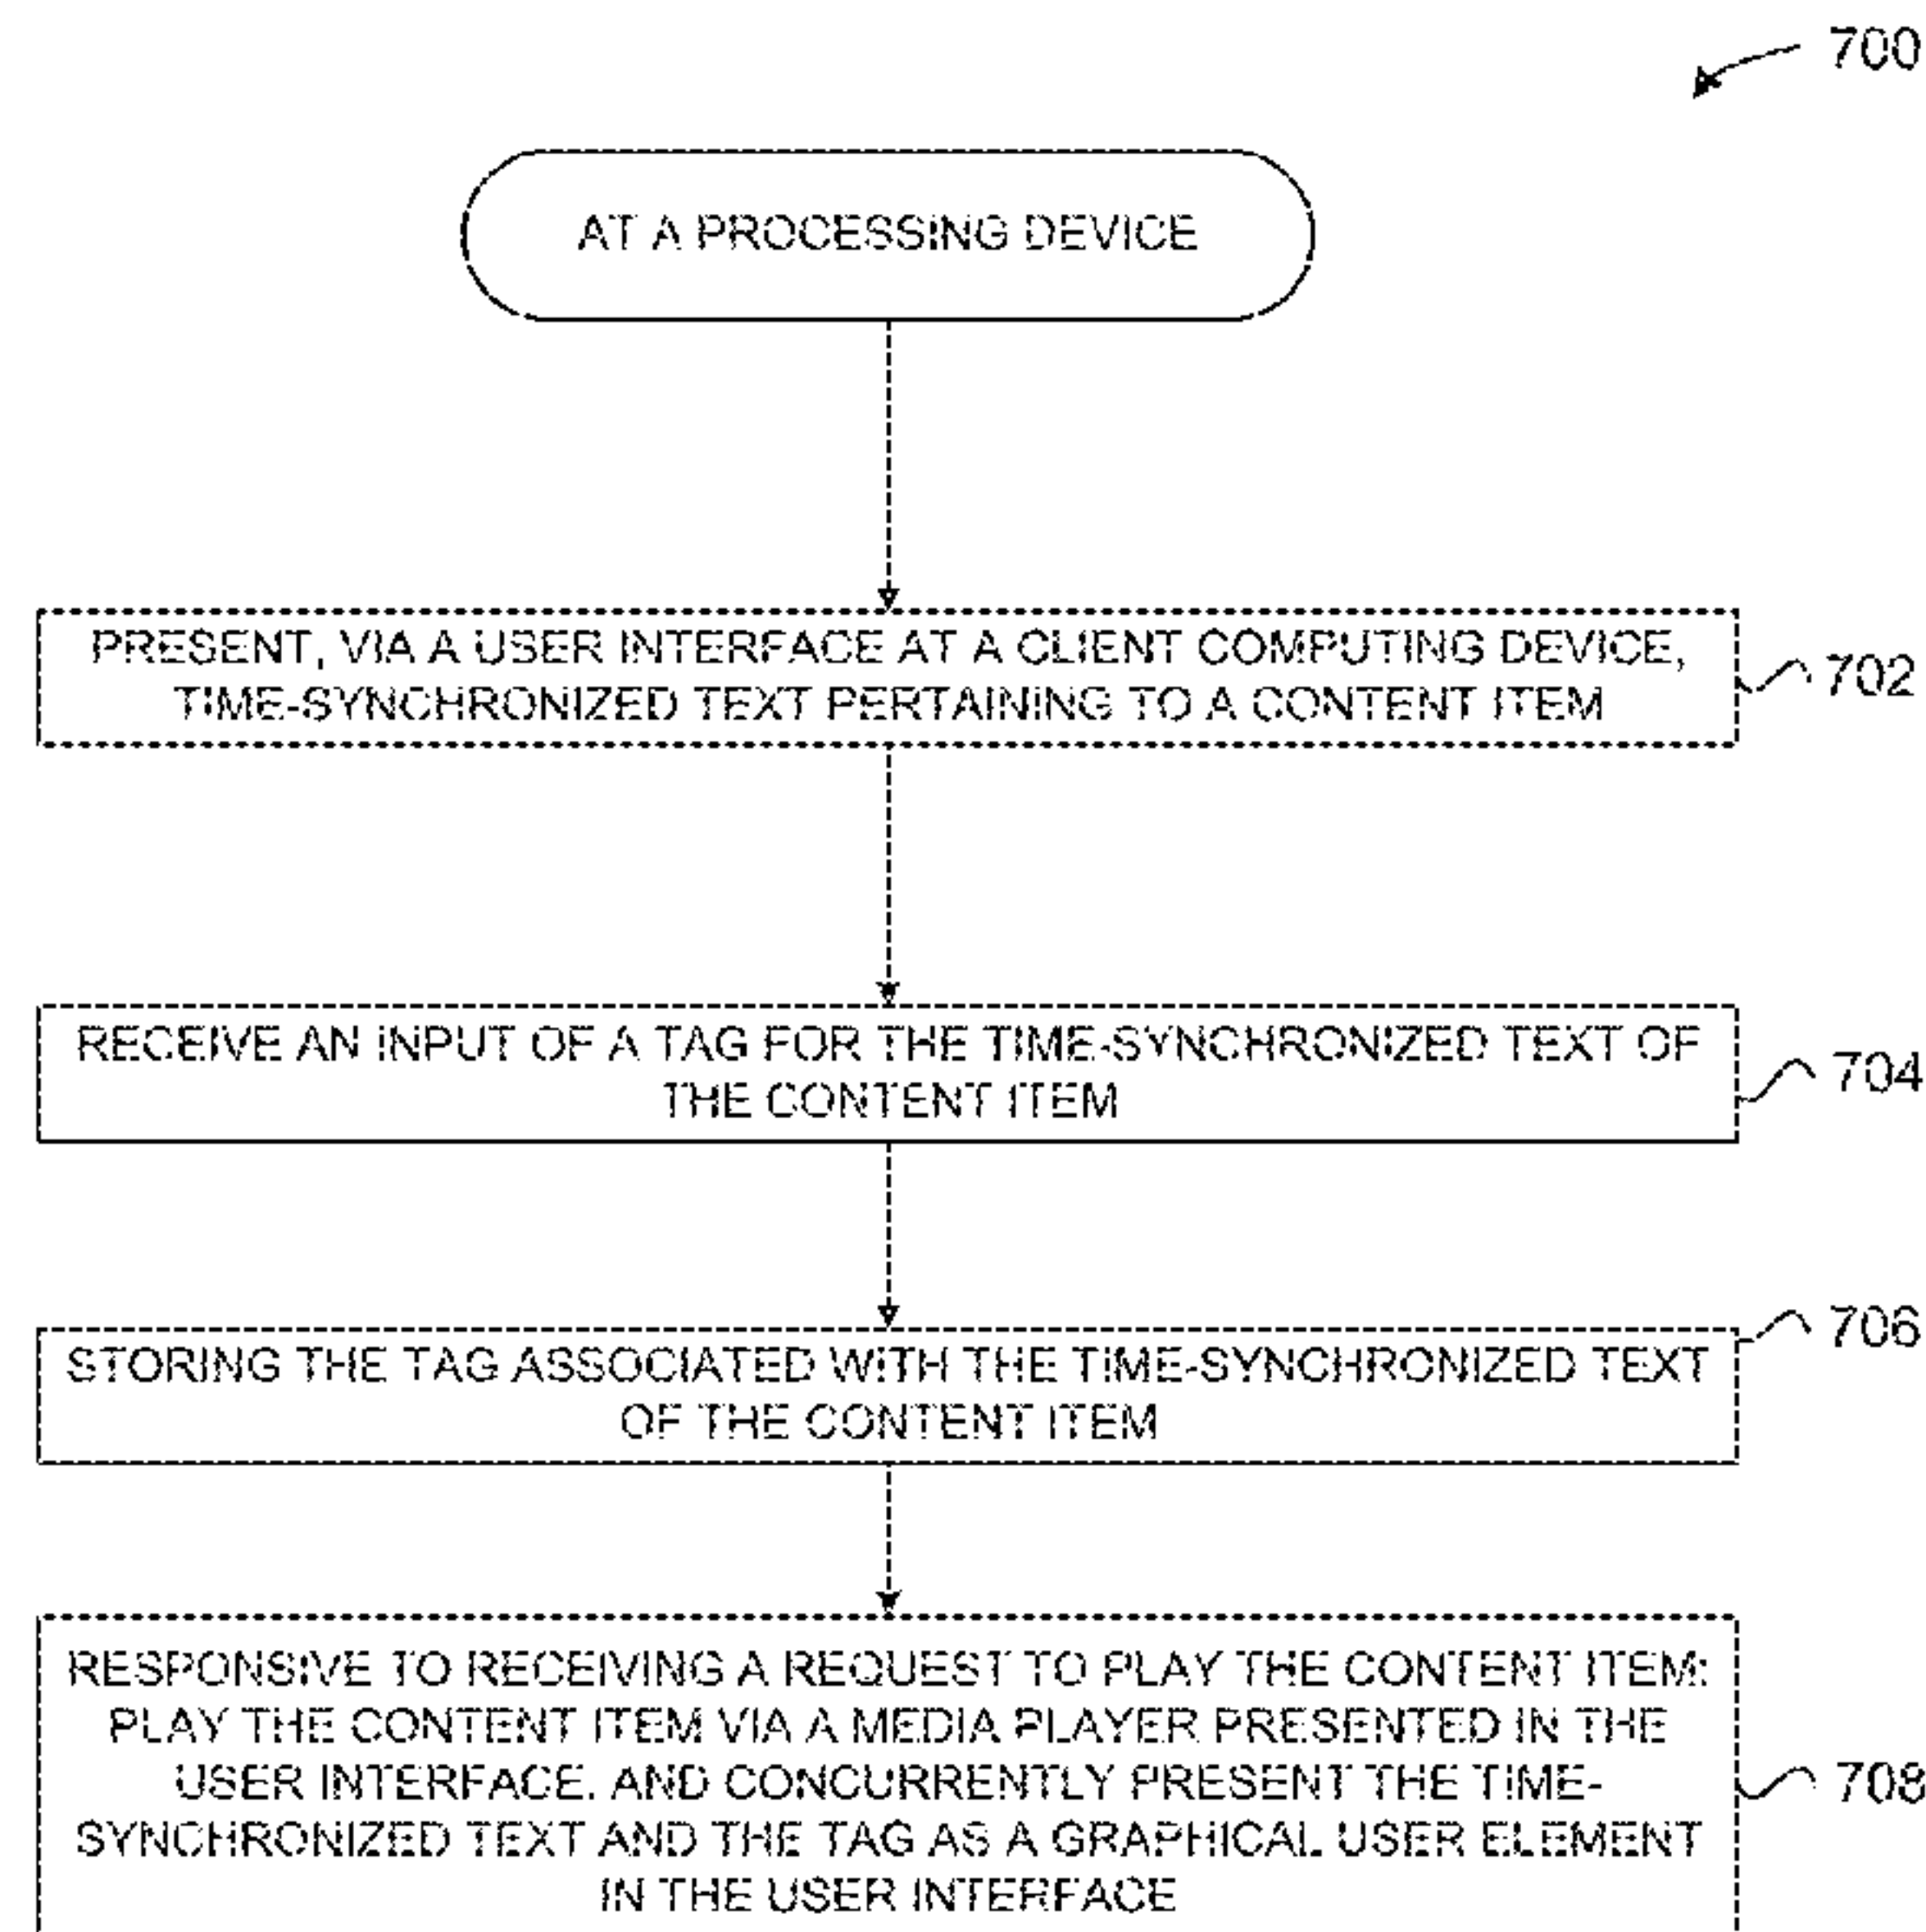 700
AT A PROCESSING DEVICE
PRESENT, VIA A USER INTERFACE AT A CLIENT COMPUTING DEVICE,
TIME-SYNCHRONIZED TEXT PERTAINING TO A CONTENT ITEM
702
RECEIVE AN INPUT OF A TAG FOR THE TIME-SYNCHRONIZED TEXT OF
THE CONTENT ITEM
704
STORING THE TAG ASSOCIATED WITH THE TIME-SYNCHRONIZED TEXT
OF THE CONTENT ITEM
706
RESPONSIVE TO RECEIVING A REQUEST TO PLAY THE CONTENT ITEM:
PLAY THE CONTENT ITEM VIA A MEDIA PLAYER PRESENTED IN THE
USER INTERFACE, AND CONCURRENTLY PRESENT THE TIME-
SYNCHRONIZED TEXT AND THE TAG AS A GRAPHICAL USER ELEMENT
IN THE USER INTERFACE
708